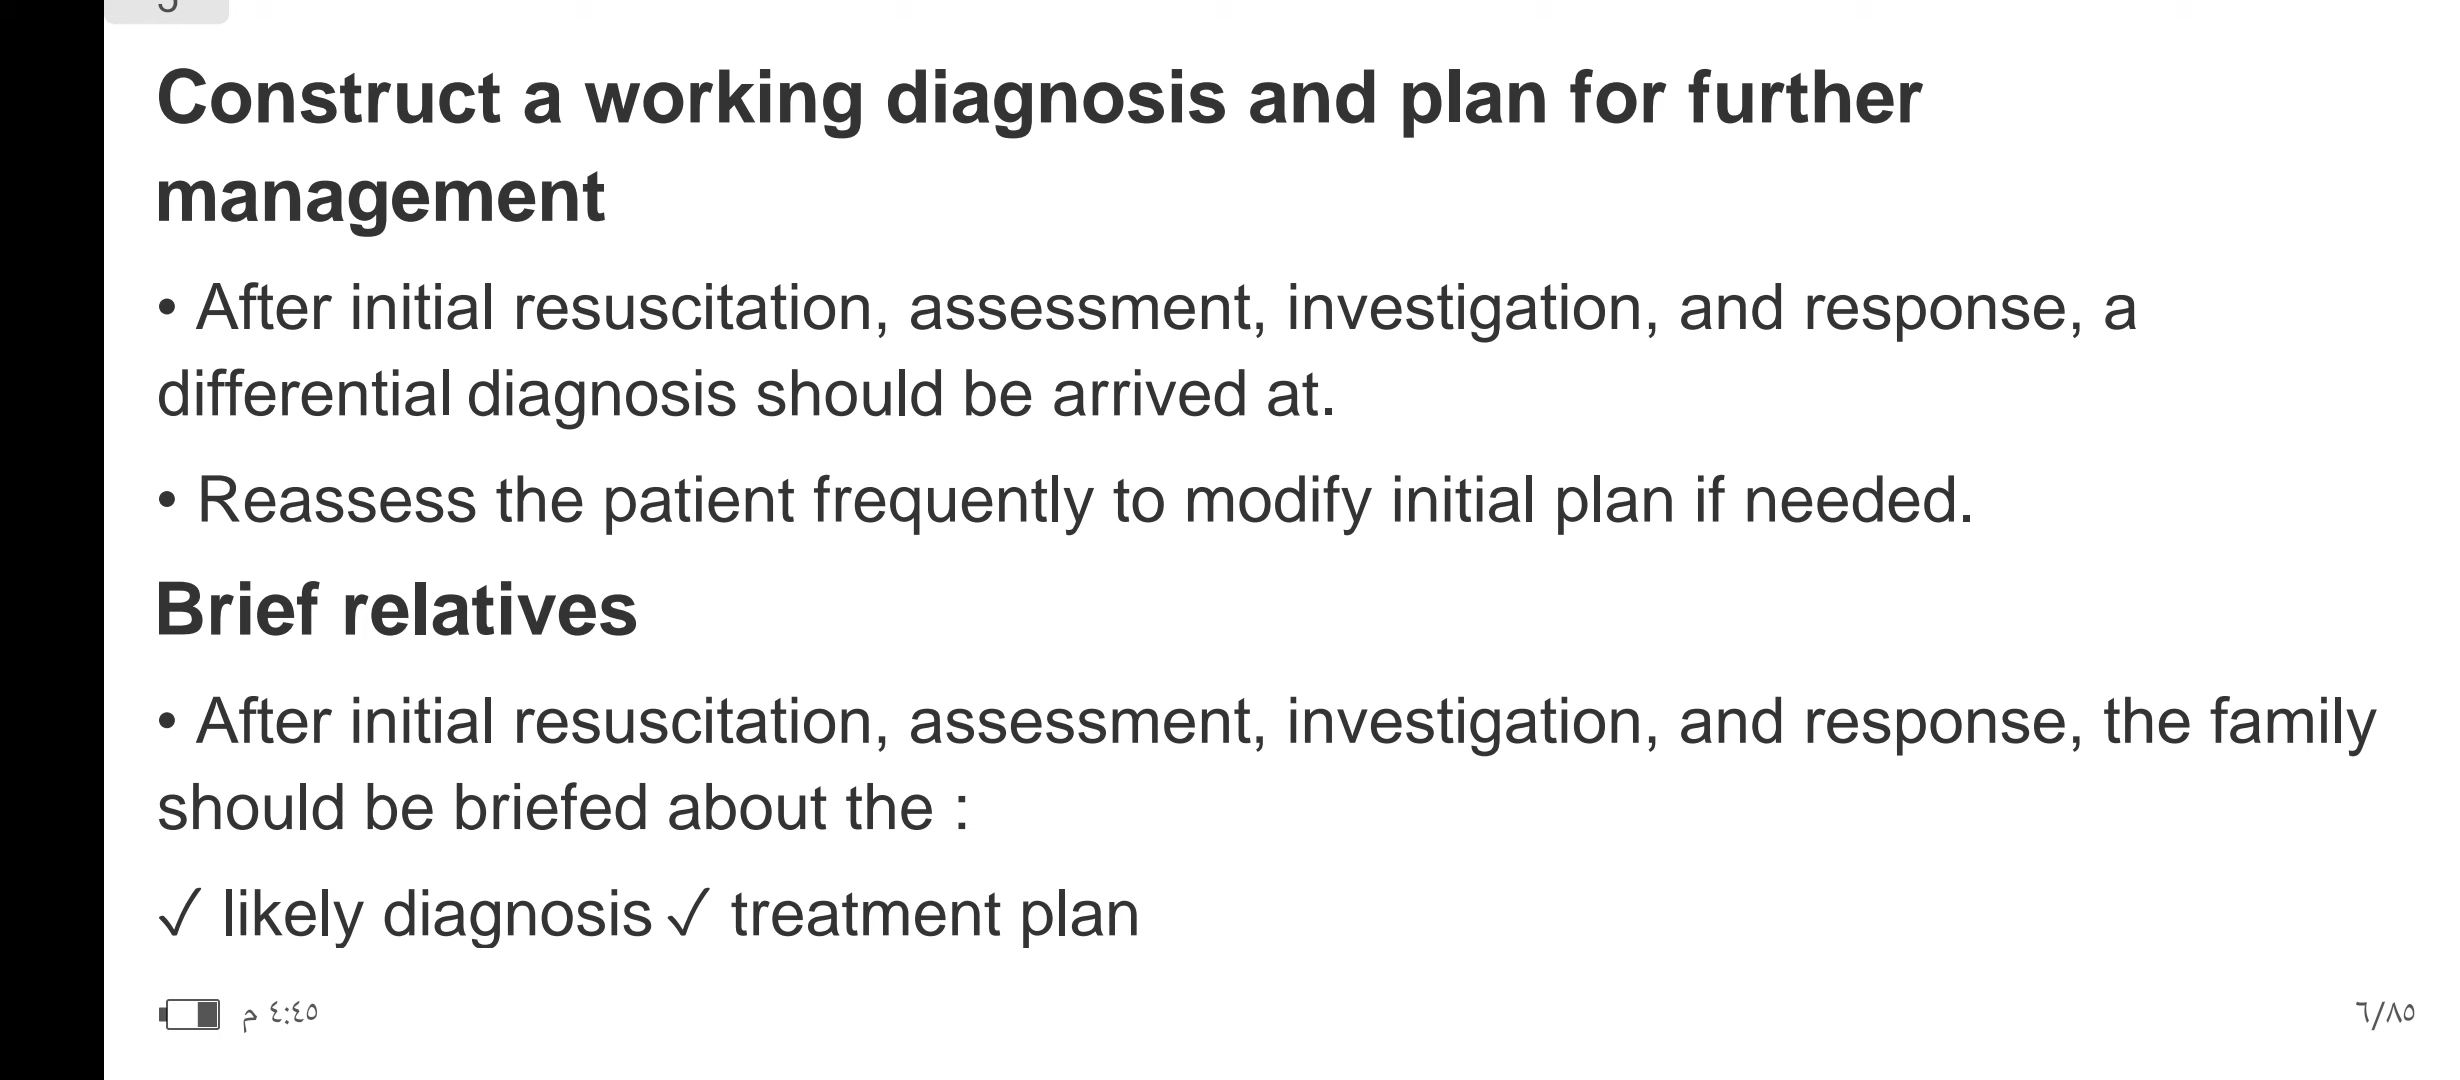 Construct a working diagnosis and plan for further
management
• After initial resuscitation, assessment, investigation, and response, a
differential diagnosis should be arrived at.
• Reassess the patient frequently to modify initial plan if needed.
Brief relatives
• After initial resuscitation, assessment, investigation, and response, the family
should be briefed about the :
✓ likely diagnosis ✓ treatment plan
٤:٤٥ م
٦/٨٥